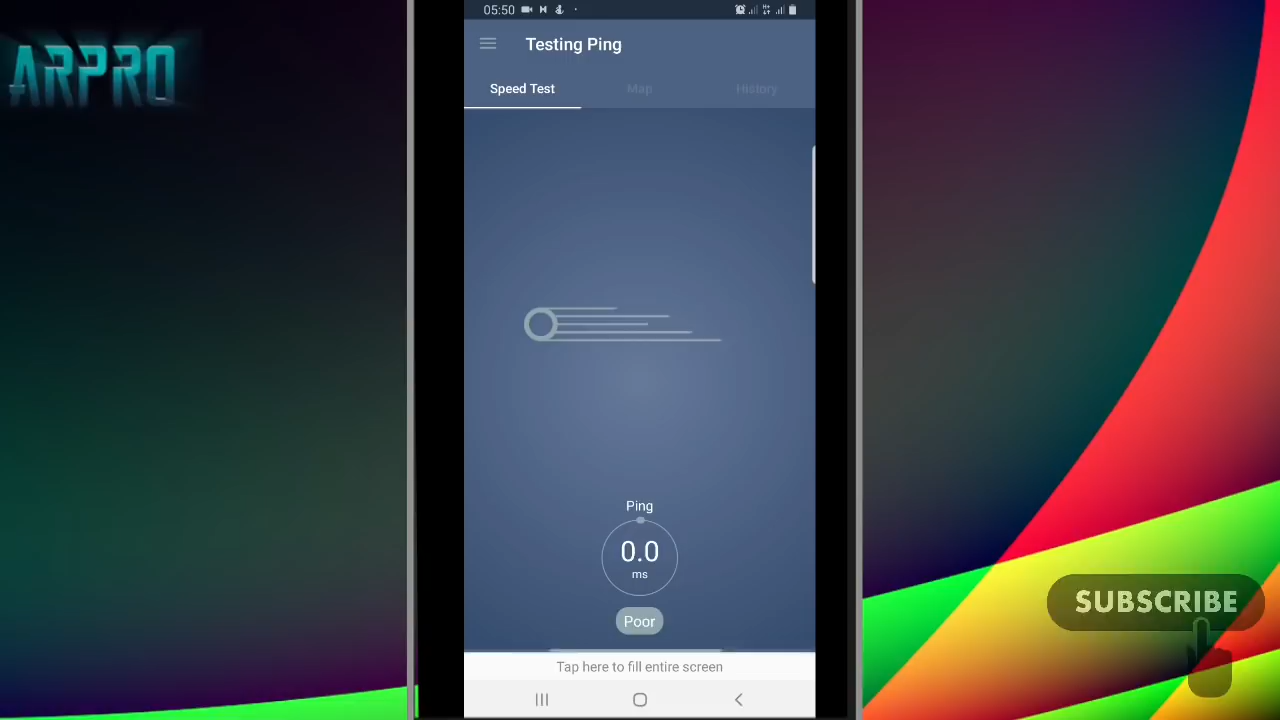 ARPRO
05:50
Testing Ping
Speed Test
Map
History
Ping
0.0
ms
Poor
Tap here to fill entire screen
SUBSCRIBE